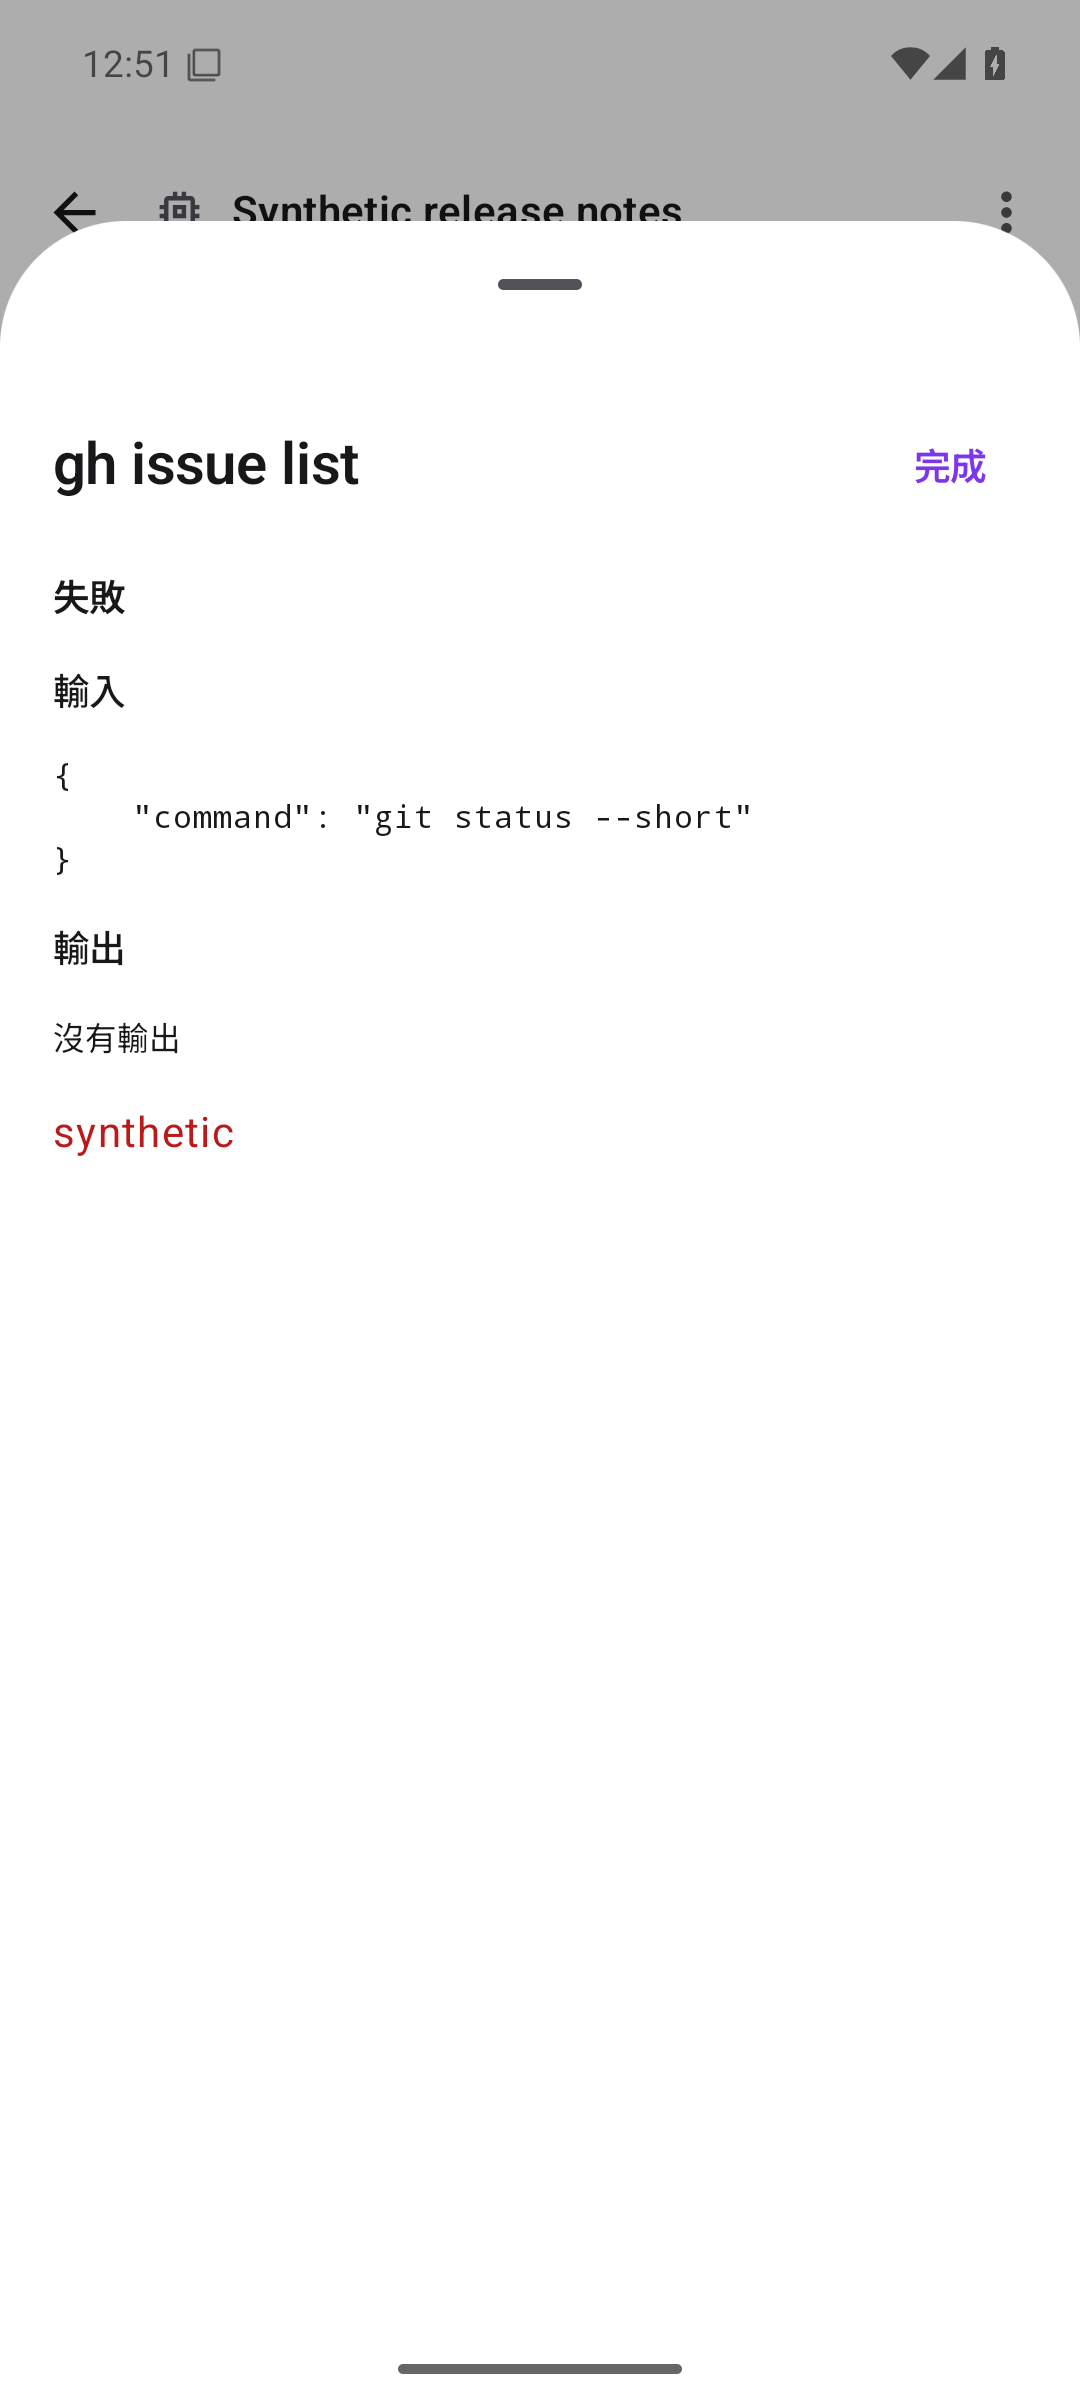 12:51
Synthetic release notes
gh issue list
完成
失敗
輸入
{
    "command": "git status --short"
}
輸出
沒有輸出
synthetic